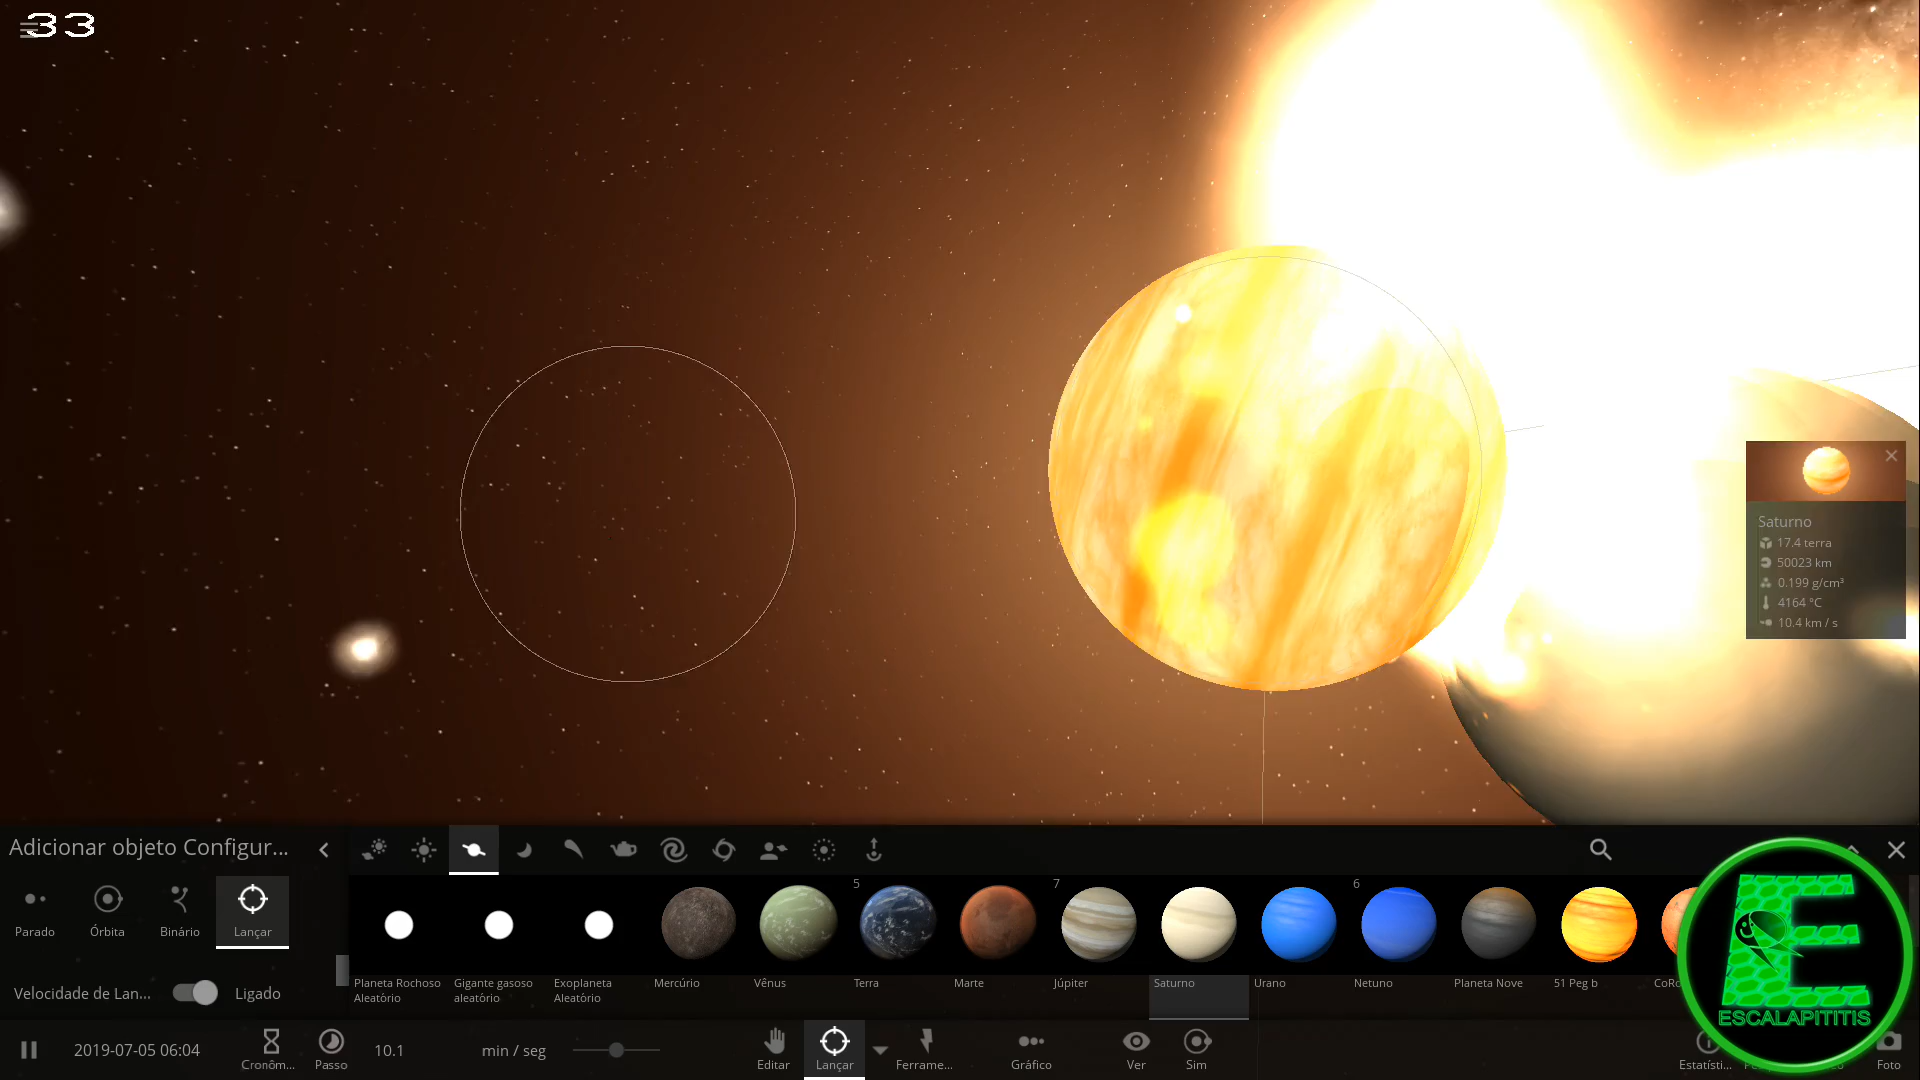 33
Saturno
17.4 terra
50023 km
0.199 g/cm³
4164 °C
10.4 km / s
Adicionar objeto Configur...
Parado
Órbita
Binário
Lançar
Velocidade de Lan...
Ligado
5
7
6
Planeta Rochoso Aleatório
Gigante gasoso aleatório
Exoplaneta Aleatório
Mercúrio
Vênus
Terra
Marte
Júpiter
Saturno
Urano
Netuno
Planeta Nove
51 Peg b
E
ESCALAPITITIS
2019-07-05 06:04
Cronôm...
Passo
10.1
min / seg
Editar
Lançar
Ferrame...
Gráfico
Ver
Sim
Estatísti...
Foto